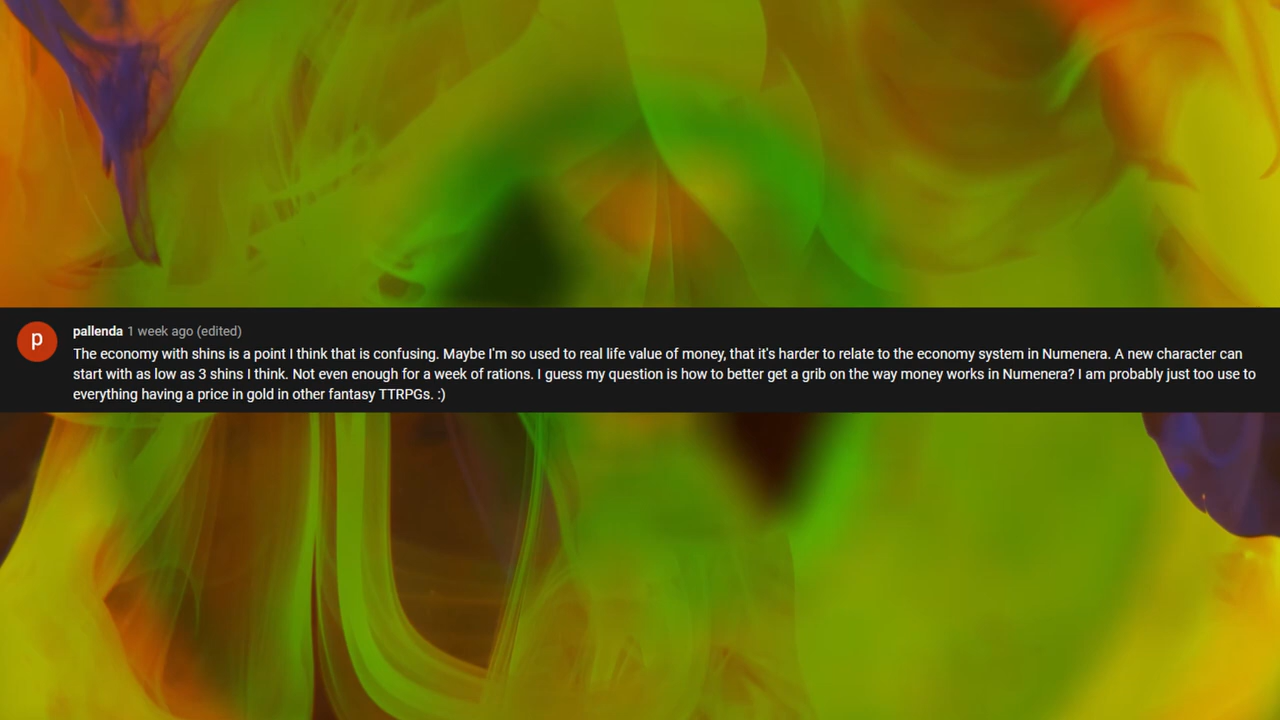 p
pallenda 1 week ago (edited)
The economy with shins is a point I think that is confusing. Maybe I'm so used to real life value of money, that it's harder to relate to the economy system in Numenera. A new character can
start with as low as 3 shins I think. Not even enough for a week of rations. I guess my question is how to better get a grib on the way money works in Numenera? I am probably just too use to
everything having a price in gold in other fantasy TTRPGs. :)